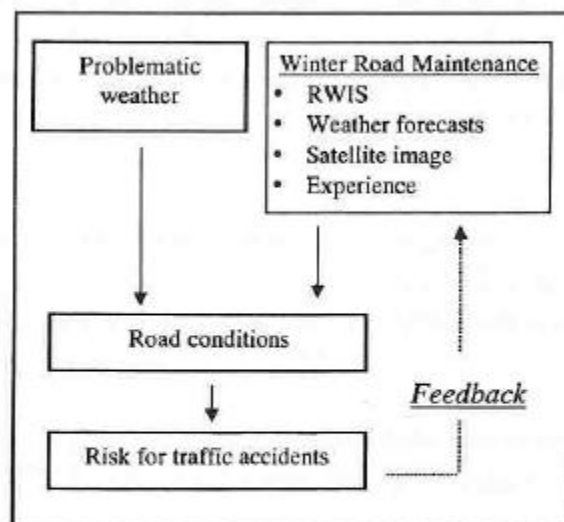 Problematic
weather
Winter Road Maintenance
• RWIS
• Weather forecasts
• Satellite image
• Experience
Road conditions
Feedback
Risk for traffic accidents